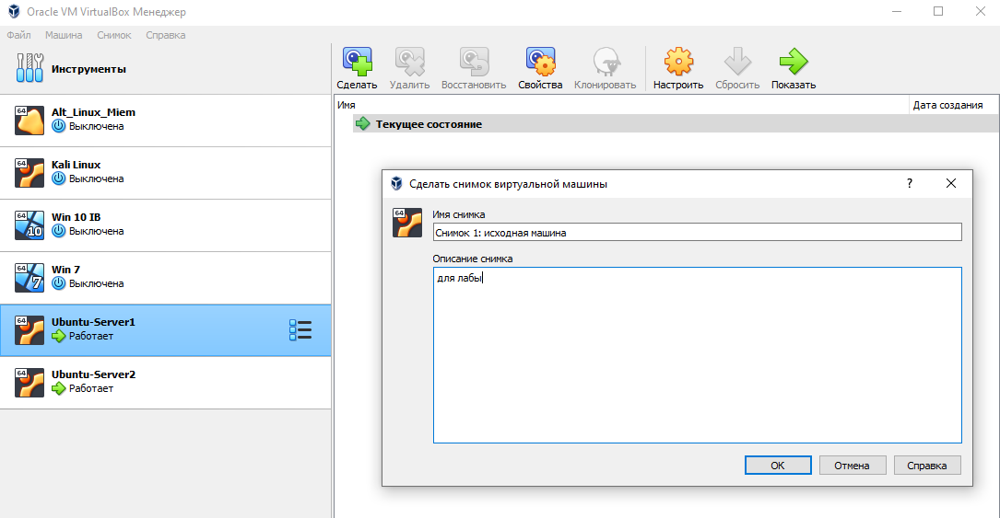 Oracle VM VirtualBox Менеджер
Файл Машина Снимок Справка
Инструменты
Сделать Удалить Восстановить Свойства Клонировать Настроить Сбросить Показать
Имя Дата создания
Текущее состояние
64 Alt_Linux_Miem
Выключена
64 Kali Linux
Выключена
64 Win 10 IB
10 Выключена
64 Win 7
7 Выключена
64 Ubuntu-Server1
Работает
64 Ubuntu-Server2
Работает
Сделать снимок виртуальной машины ?
64 Имя снимка
Снимок 1: исходная машина
Описание снимка
для лабы
ОК Отмена Справка